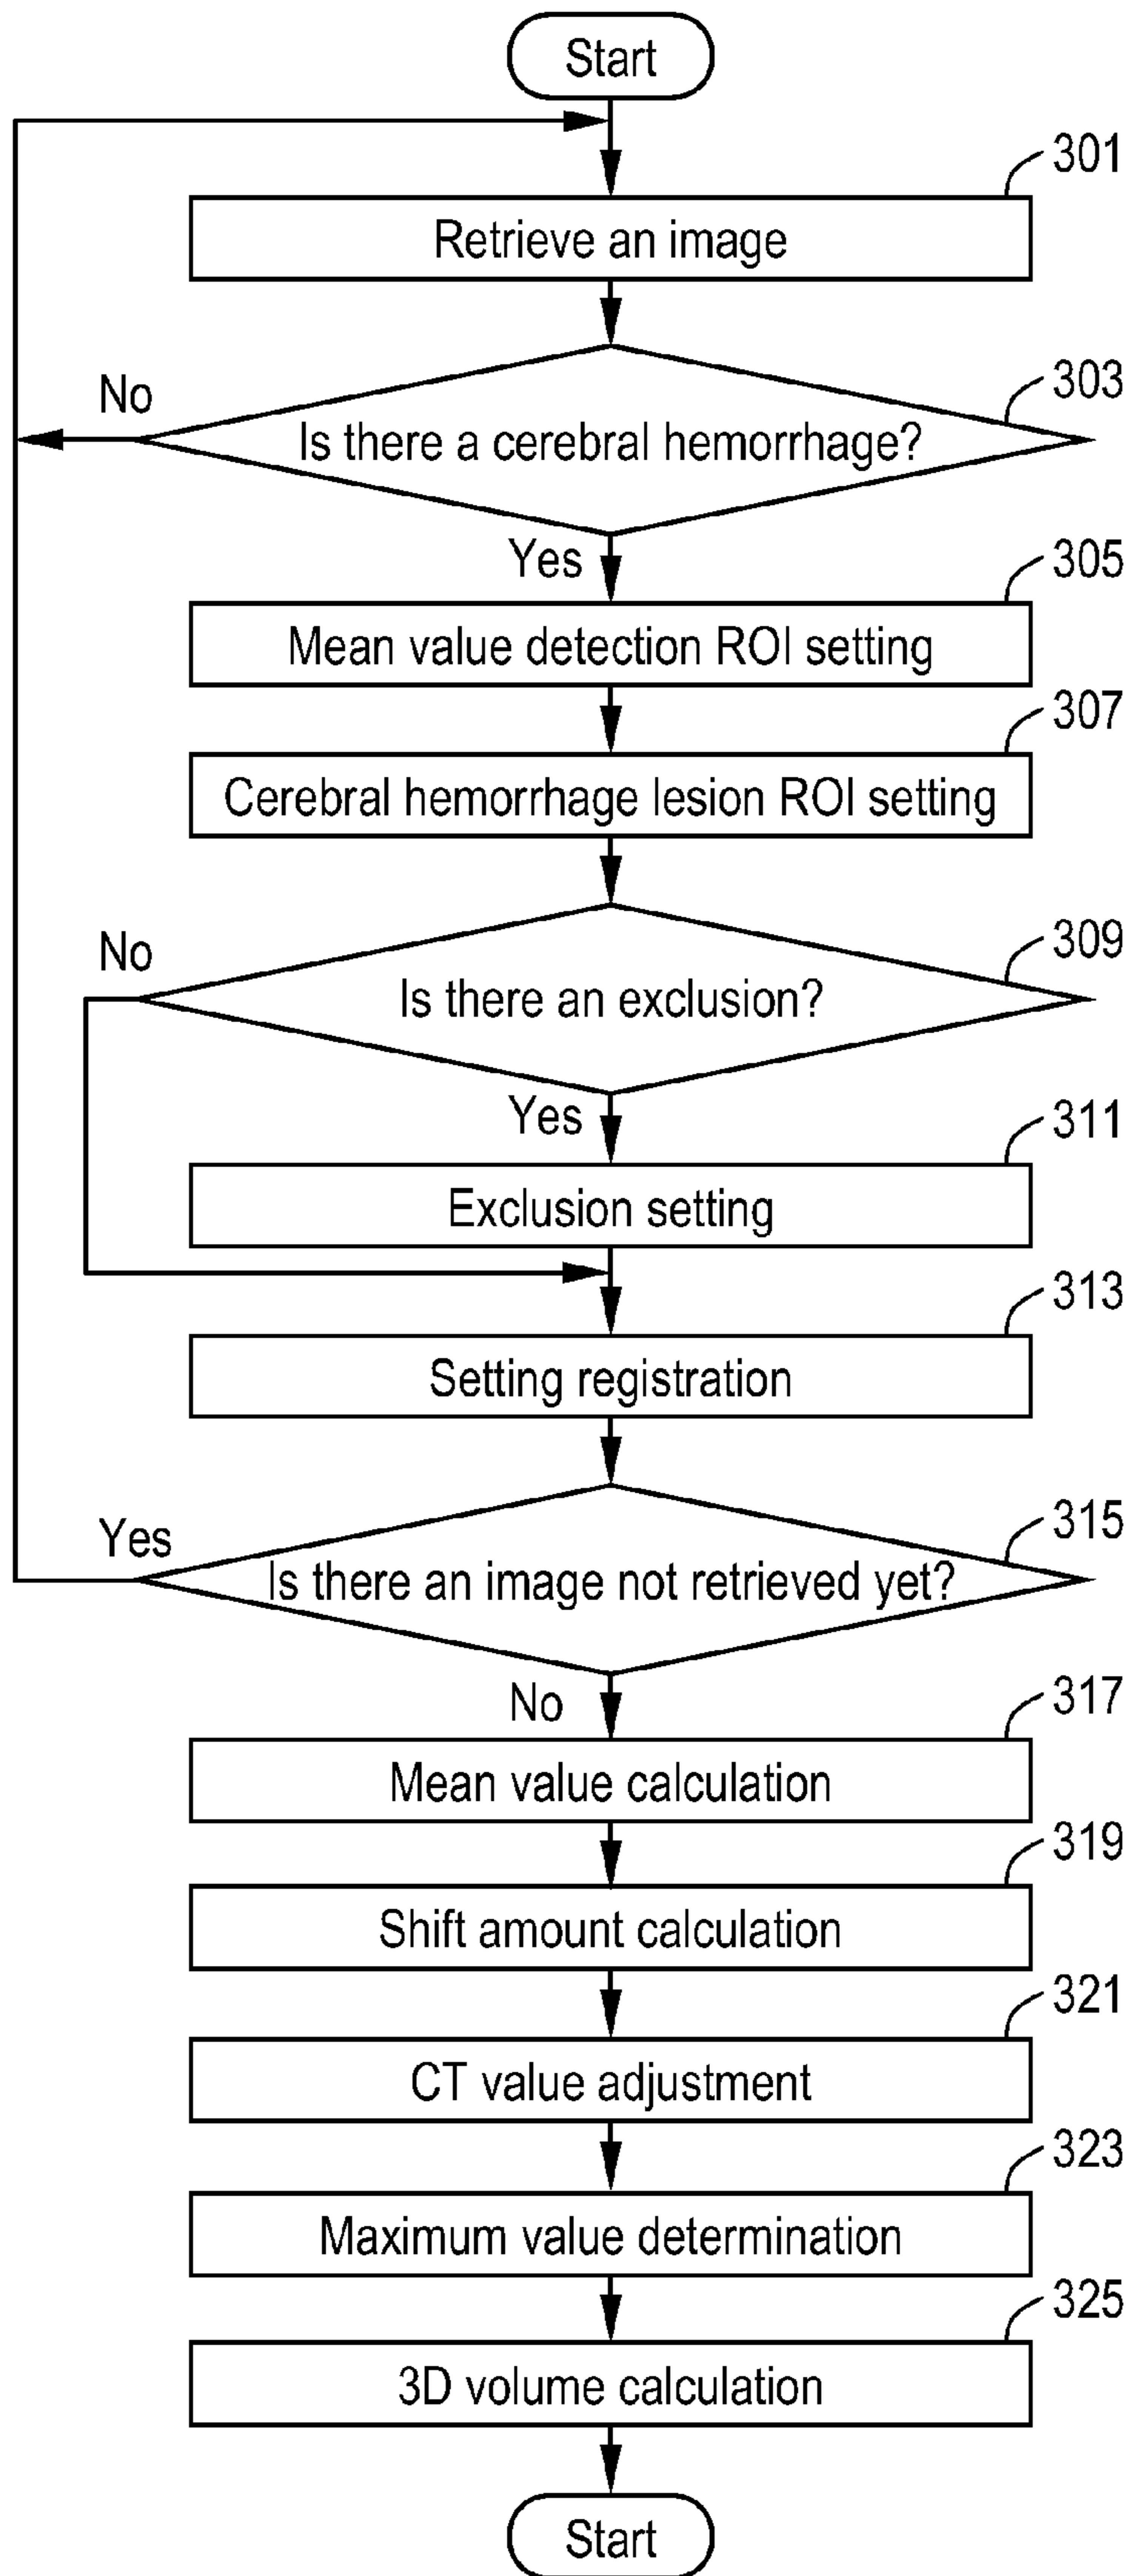 Start
301
Retrieve an image
303
No
Is there a cerebral hemorrhage?
Yes
305
Mean value detection ROI setting
307
Cerebral hemorrhage lesion ROI setting
309
No
Is there an exclusion?
Yes
311
Exclusion setting
313
Setting registration
315
Yes
Is there an image not retrieved yet?
No
317
Mean value calculation
319
Shift amount calculation
321
CT value adjustment
323
Maximum value determination
325
3D volume calculation
Start